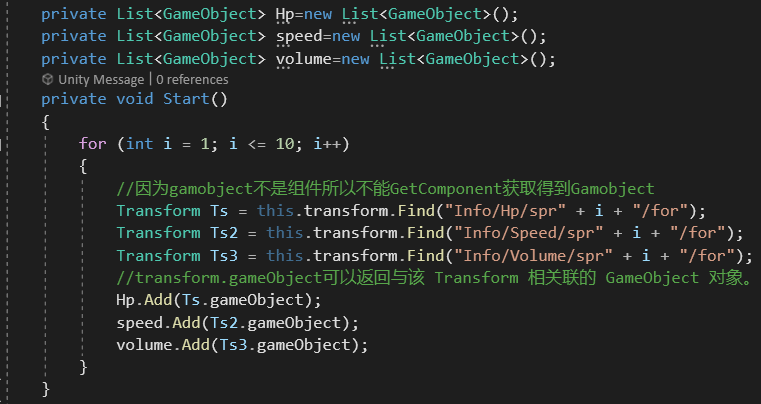 private List<GameObject> Hp=new List<GameObject>();
private List<GameObject> speed=new List<GameObject>();
private List<GameObject> volume=new List<GameObject>();
Unity Message | 0 references
private void Start()
{
for (int i = 1; i <= 10; i++)
{
//因为gamobject不是组件所以不能GetComponent获取得到Gamobject
Transform Ts = this.transform.Find("Info/Hp/spr" + i + "/for");
Transform Ts2 = this.transform.Find("Info/Speed/spr" + i + "/for");
Transform Ts3 = this.transform.Find("Info/Volume/spr" + i + "/for");
//transform.gameObject可以返回与该 Transform 相关联的 GameObject 对象。
Hp.Add(Ts.gameObject);
speed.Add(Ts2.gameObject);
volume.Add(Ts3.gameObject);
}
}